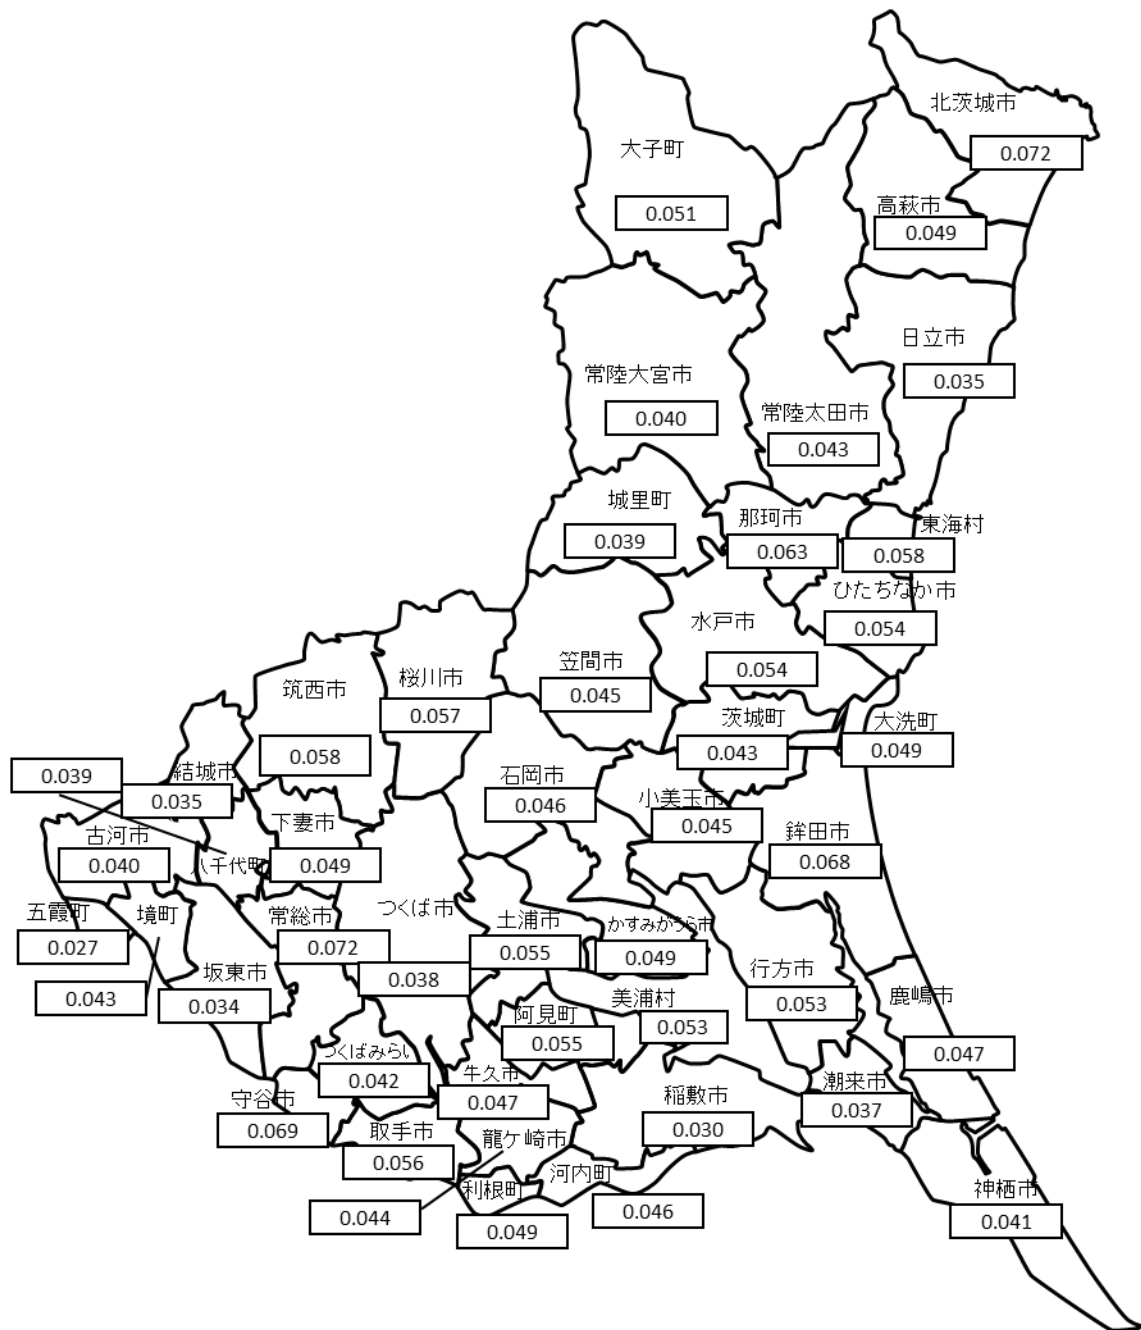 北茨城市
0.072
大子町
0.051
高萩市
0.049
日立市
0.035
常陸大宮市
0.040
常陸太田市
0.043
城里町
0.039
那珂市
0.063
東海村
0.058
ひたちなか市
0.054
水戸市
0.054
笠間市
0.045
桜川市
0.057
筑西市
0.058
茨城町
0.043
大洗町
0.049
結城市
0.035
0.039
八千代町
石岡市
0.046
小美玉市
0.045
下妻市
0.049
古河市
0.040
鉾田市
0.068
五霞町
0.027
境町
0.043
常総市
0.072
つくば市
0.038
土浦市
0.055
かすみがうら市
0.049
坂東市
0.034
行方市
0.053
鹿嶋市
0.047
美浦村
0.053
阿見町
0.055
つくばみらい
0.042
牛久市
0.047
潮来市
0.037
守谷市
0.069
稲敷市
0.030
取手市
0.056
龍ケ崎市
0.044
河内町
0.046
利根町
0.049
神栖市
0.041